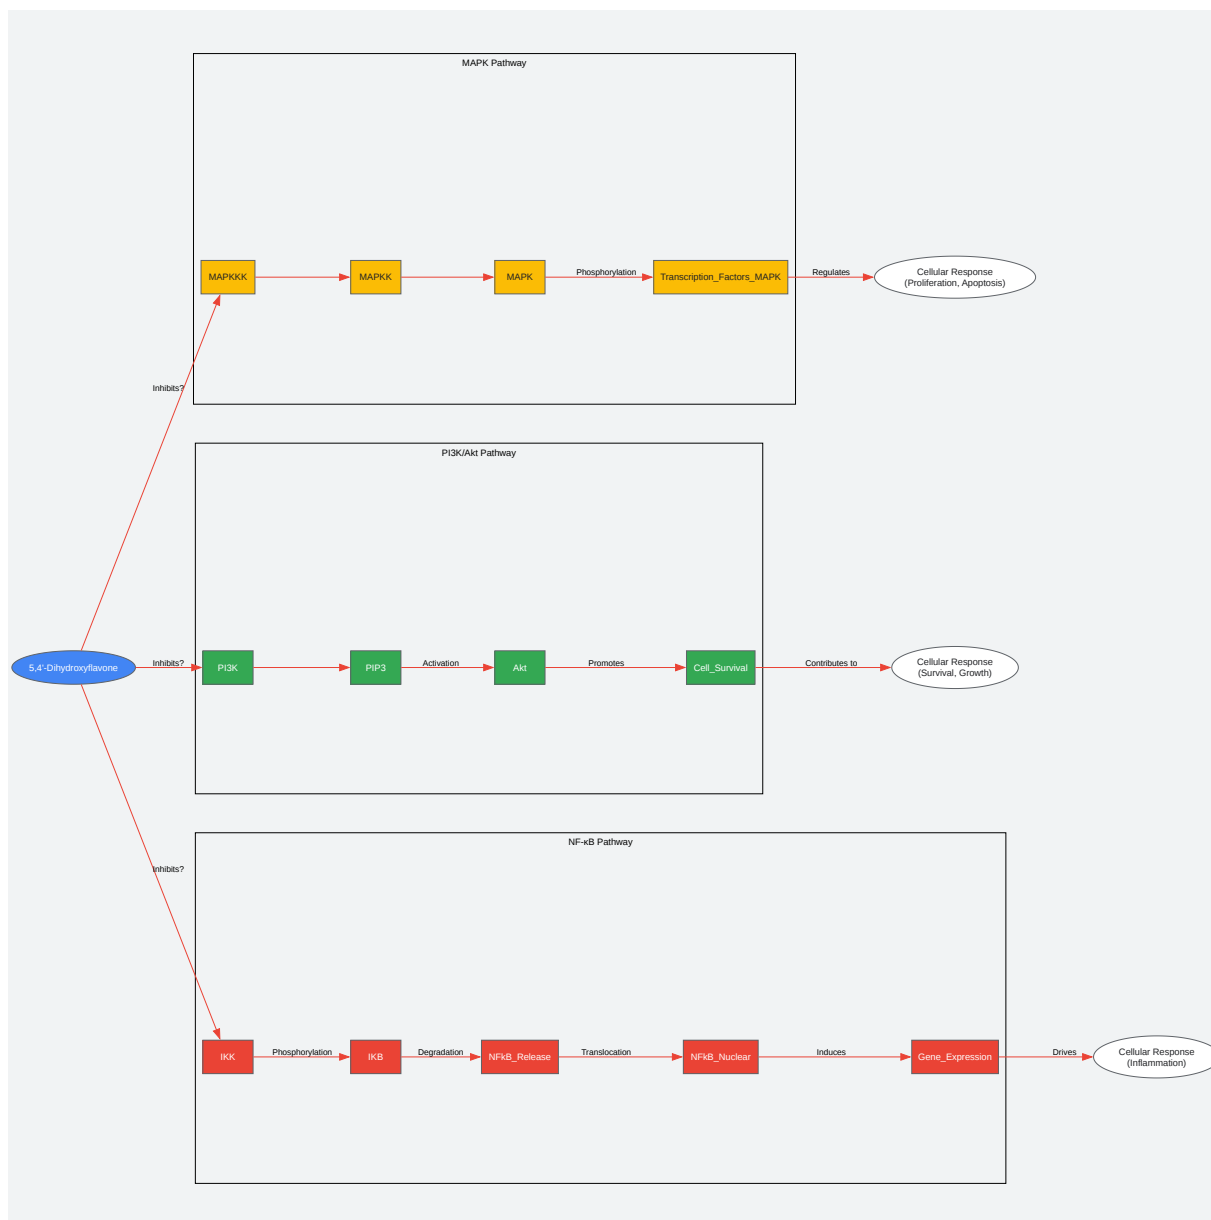 MAPK Pathway
MAPKKK
MAPKK
MAPK
Phosphorylation
Transcription_Factors_MAPK
Regulates
Cellular Response
(Proliferation, Apoptosis)
Inhibits?
PI3K/Akt Pathway
5,4'-Dihydroxyflavone
Inhibits?
PI3K
PIP3
Activation
Akt
Promotes
Cell_Survival
Contributes to
Cellular Response
(Survival, Growth)
NF-κB Pathway
Inhibits?
IKK
Phosphorylation
IKB
Degradation
NFkB_Release
Translocation
NFkB_Nuclear
Induces
Gene_Expression
Drives
Cellular Response
(Inflammation)